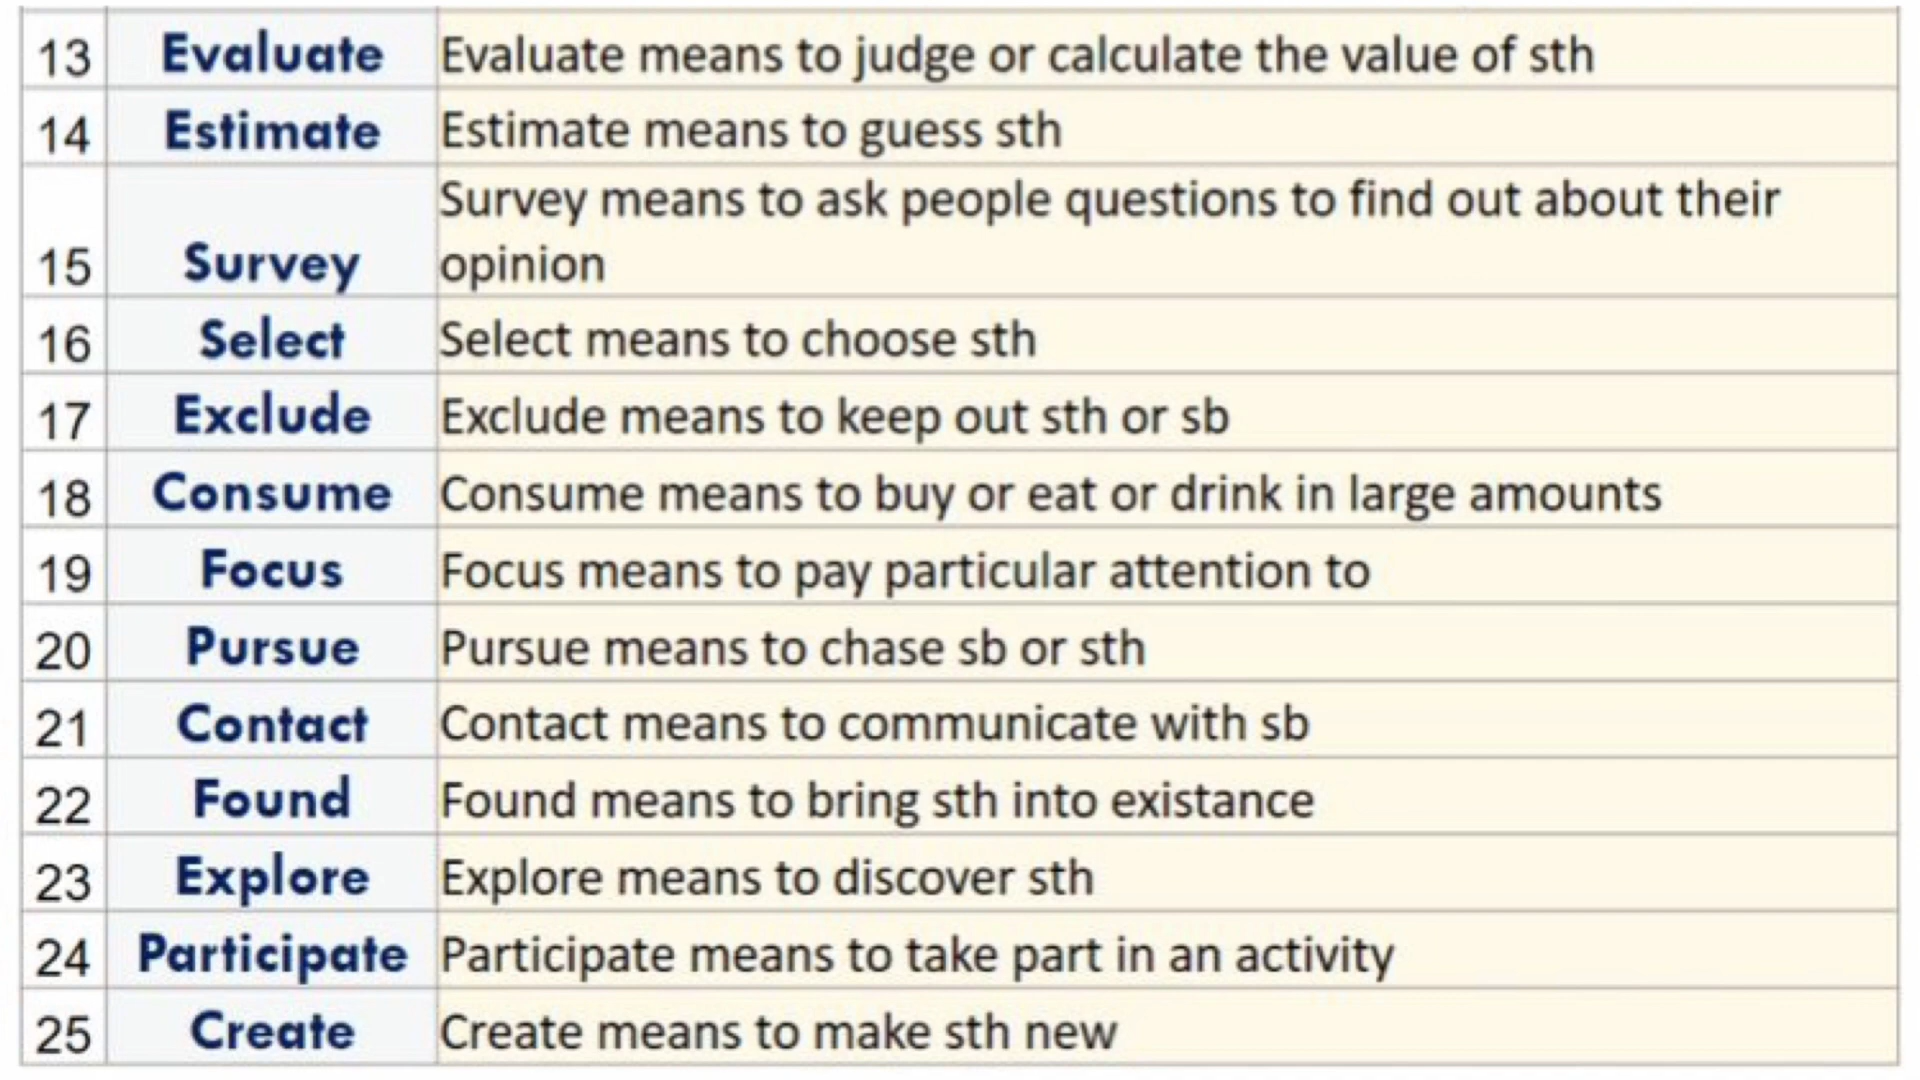 13 Evaluate Evaluate means to judge or calculate the value of sth
14 Estimate Estimate means to guess sth
Survey means to ask people questions to find out about their
15 Survey opinion
16 Select Select means to choose sth
17 Exclude Exclude means to keep out sth or sb
18 Consume Consume means to buy or eat or drink in large amounts
19 Focus Focus means to pay particular attention to
20 Pursue Pursue means to chase sb or sth
21 Contact Contact means to communicate with sb
22 Found Found means to bring sth into existance
23 Explore Explore means to discover sth
24 Participate Participate means to take part in an activity
25 Create Create means to make sth new